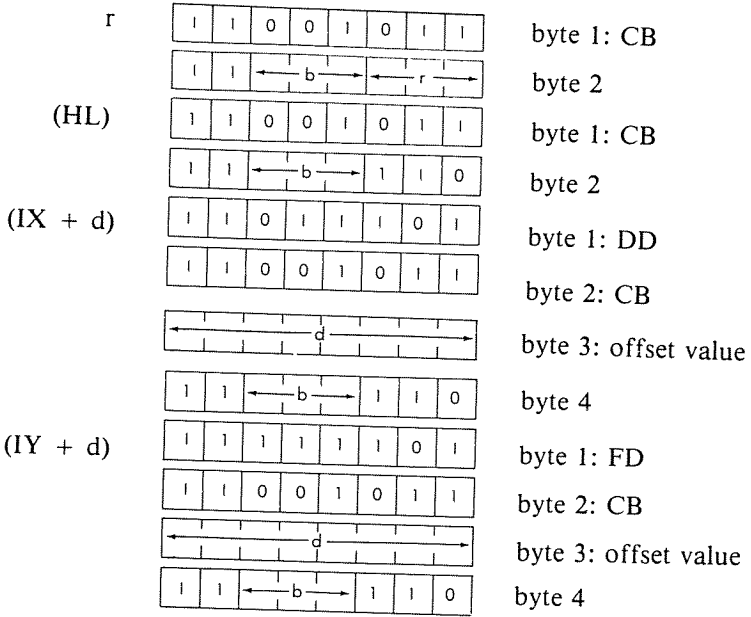 r 1 1 0 0 1 0 1 1 byte 1: CB
1 1 b r byte 2
(HL) 1 1 0 0 1 0 1 1 byte 1: CB
1 1 b 1 1 0 byte 2
(IX + d) 1 1 0 1 1 1 0 1 byte 1: DD
1 1 0 0 1 0 1 1 byte 2: CB
d byte 3: offset value
1 1 b 1 1 0 byte 4
(IY + d) 1 1 1 1 1 1 0 1 byte 1: FD
1 1 0 0 1 0 1 1 byte 2: CB
d byte 3: offset value
1 1 b 1 1 0 byte 4